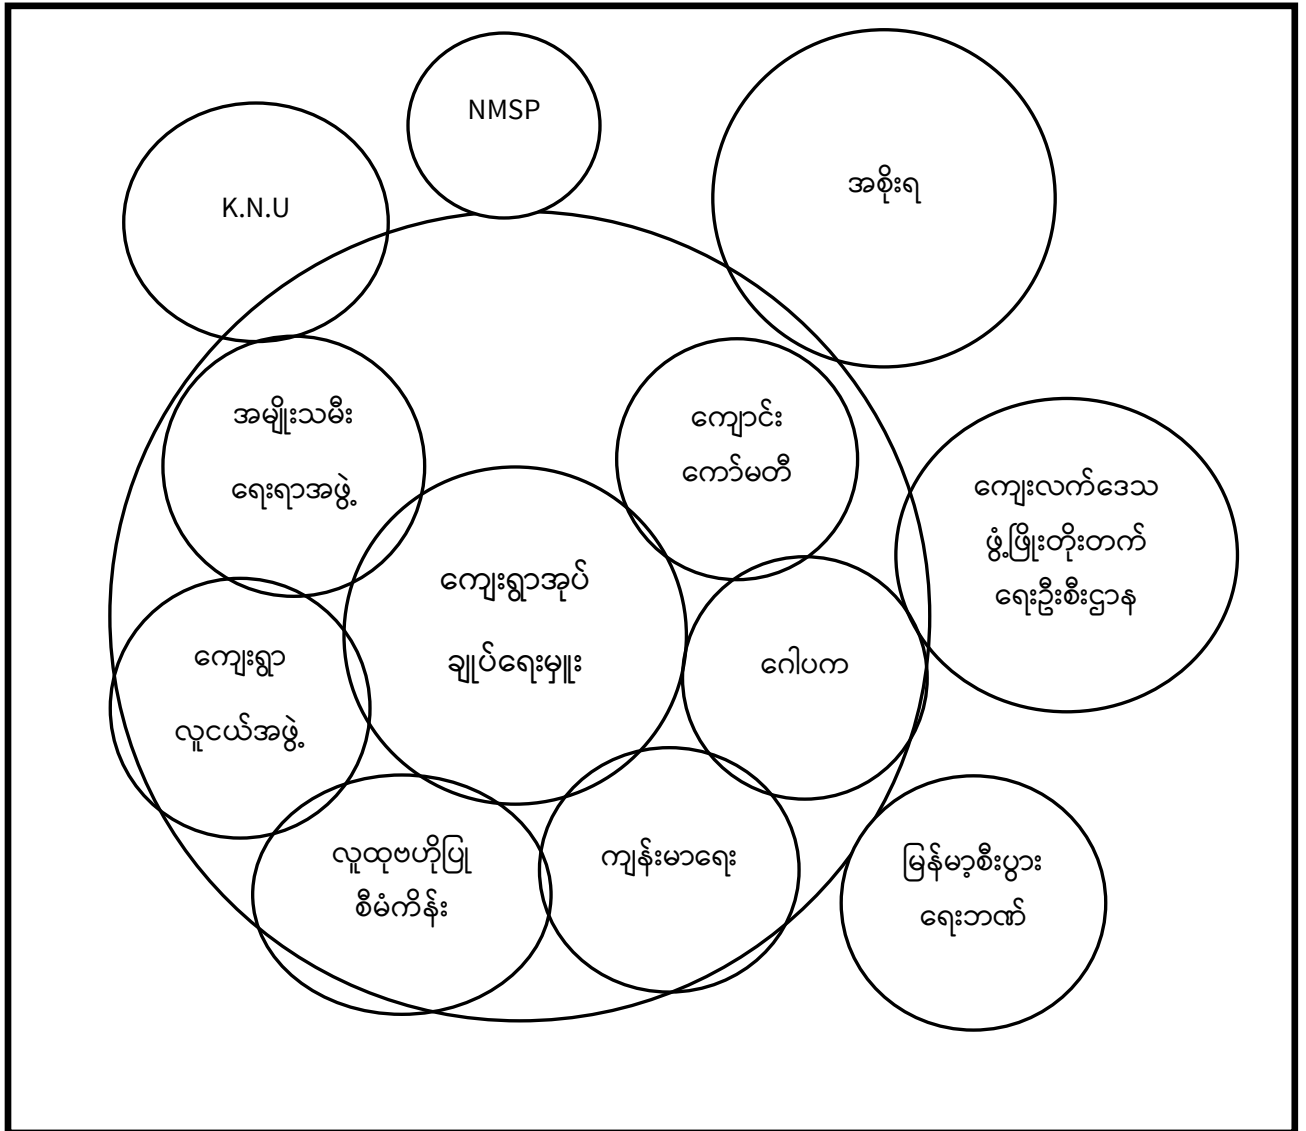 NMSP
K.N.U
အစိုးရ
အမျိုးသမီး
ရေးရာအဖွဲ့
ကျောင်း
ကော်မတီ
ကျေးလက်ဒေသ
ဖွံ့ဖြိုးတိုးတက်
ရေးဦးစီးဌာန
ကျေးရွာအုပ်
ချုပ်ရေးမှူး
ကျေးရွာ
လူငယ်အဖွဲ့
ဂေါပက
လူထုဗဟိုပြု
စီမံကိန်း
ကျန်းမာရေး
မြန်မာ့စီးပွား
ရေးဘဏ်